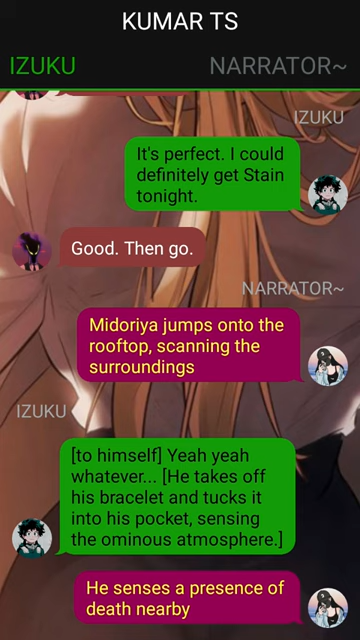 KUMAR TS
IZUKU
NARRATOR~
IZUKU
It's perfect. I could
definitely get Stain
tonight.
Good. Then go.
NARRATOR~
Midoriya jumps onto the
rooftop, scanning the
surroundings
IZUKU
[to himself] Yeah yeah
whatever... [He takes off
his bracelet and tucks it
into his pocket, sensing
the ominous atmosphere.]
He senses a presence of
death nearby